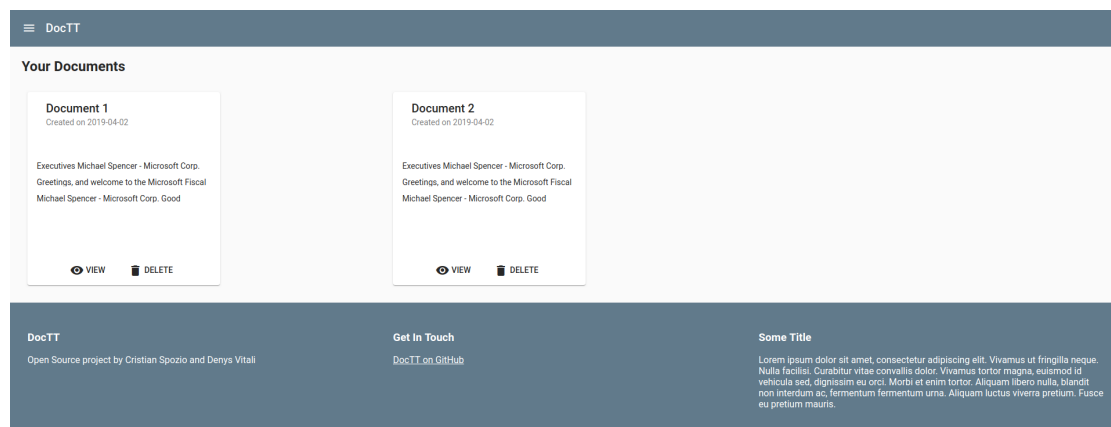 DocTT
Your Documents
Document 1
Created on 2019-04-02
Executives Michael Spencer - Microsoft Corp.
Greetings, and welcome to the Microsoft Fiscal
Michael Spencer - Microsoft Corp. Good
VIEW DELETE
Document 2
Created on 2019-04-02
Executives Michael Spencer - Microsoft Corp.
Greetings, and welcome to the Microsoft Fiscal
Michael Spencer - Microsoft Corp. Good
VIEW DELETE
DocTT
Open Source project by Cristian Spozio and Denys Vitali
Get In Touch
DocTT on GitHub
Some Title
Lorem ipsum dolor sit amet, consectetur adipiscing elit. Vivamus ut fringilla neque.
Nulla facilisi. Curabitur vitae convallis dolor. Vivamus tortor magna, euismod id
vehicula sed, dignissim eu orci. Morbi et enim tortor. Aliquam libero nulla, blandit
non interdum ac, fermentum fermentum urna. Aliquam luctus viverra pretium. Fusce
eu pretium mauris.